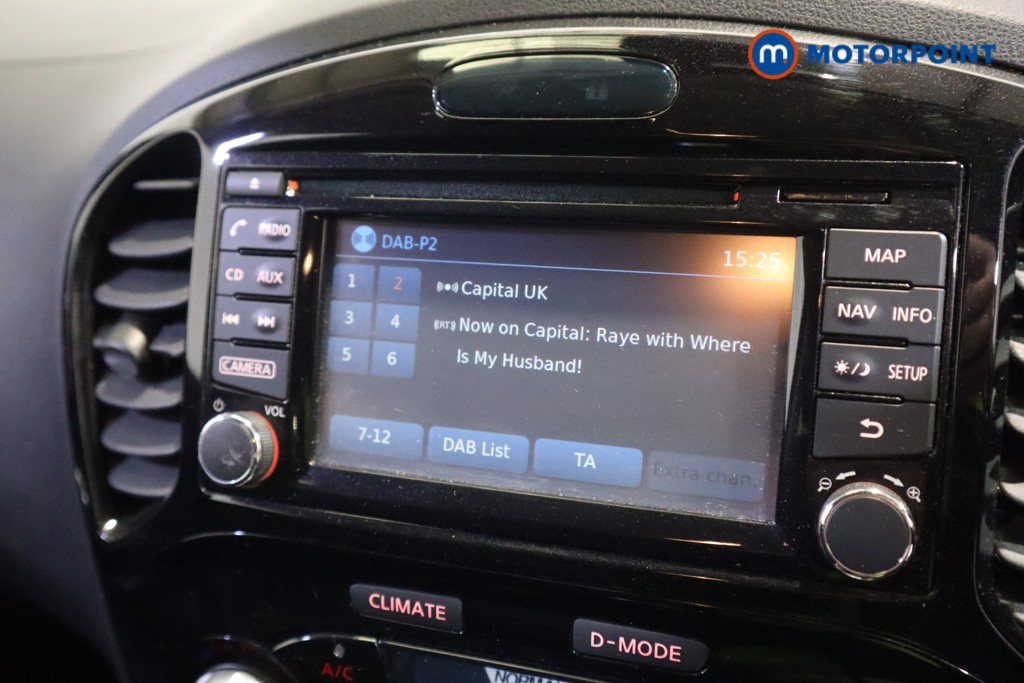 m MOTORPOINT
RADIO
CD AUX
CAMERA
VOL
DAB-P2
15:25
1 2
3 4
5 6
Capital UK
(RT) Now on Capital: Raye with Where
Is My Husband!
7-12
DAB List
TA
Extra chan.
MAP
NAV INFO
SETUP
CLIMATE
D-MODE
A/C